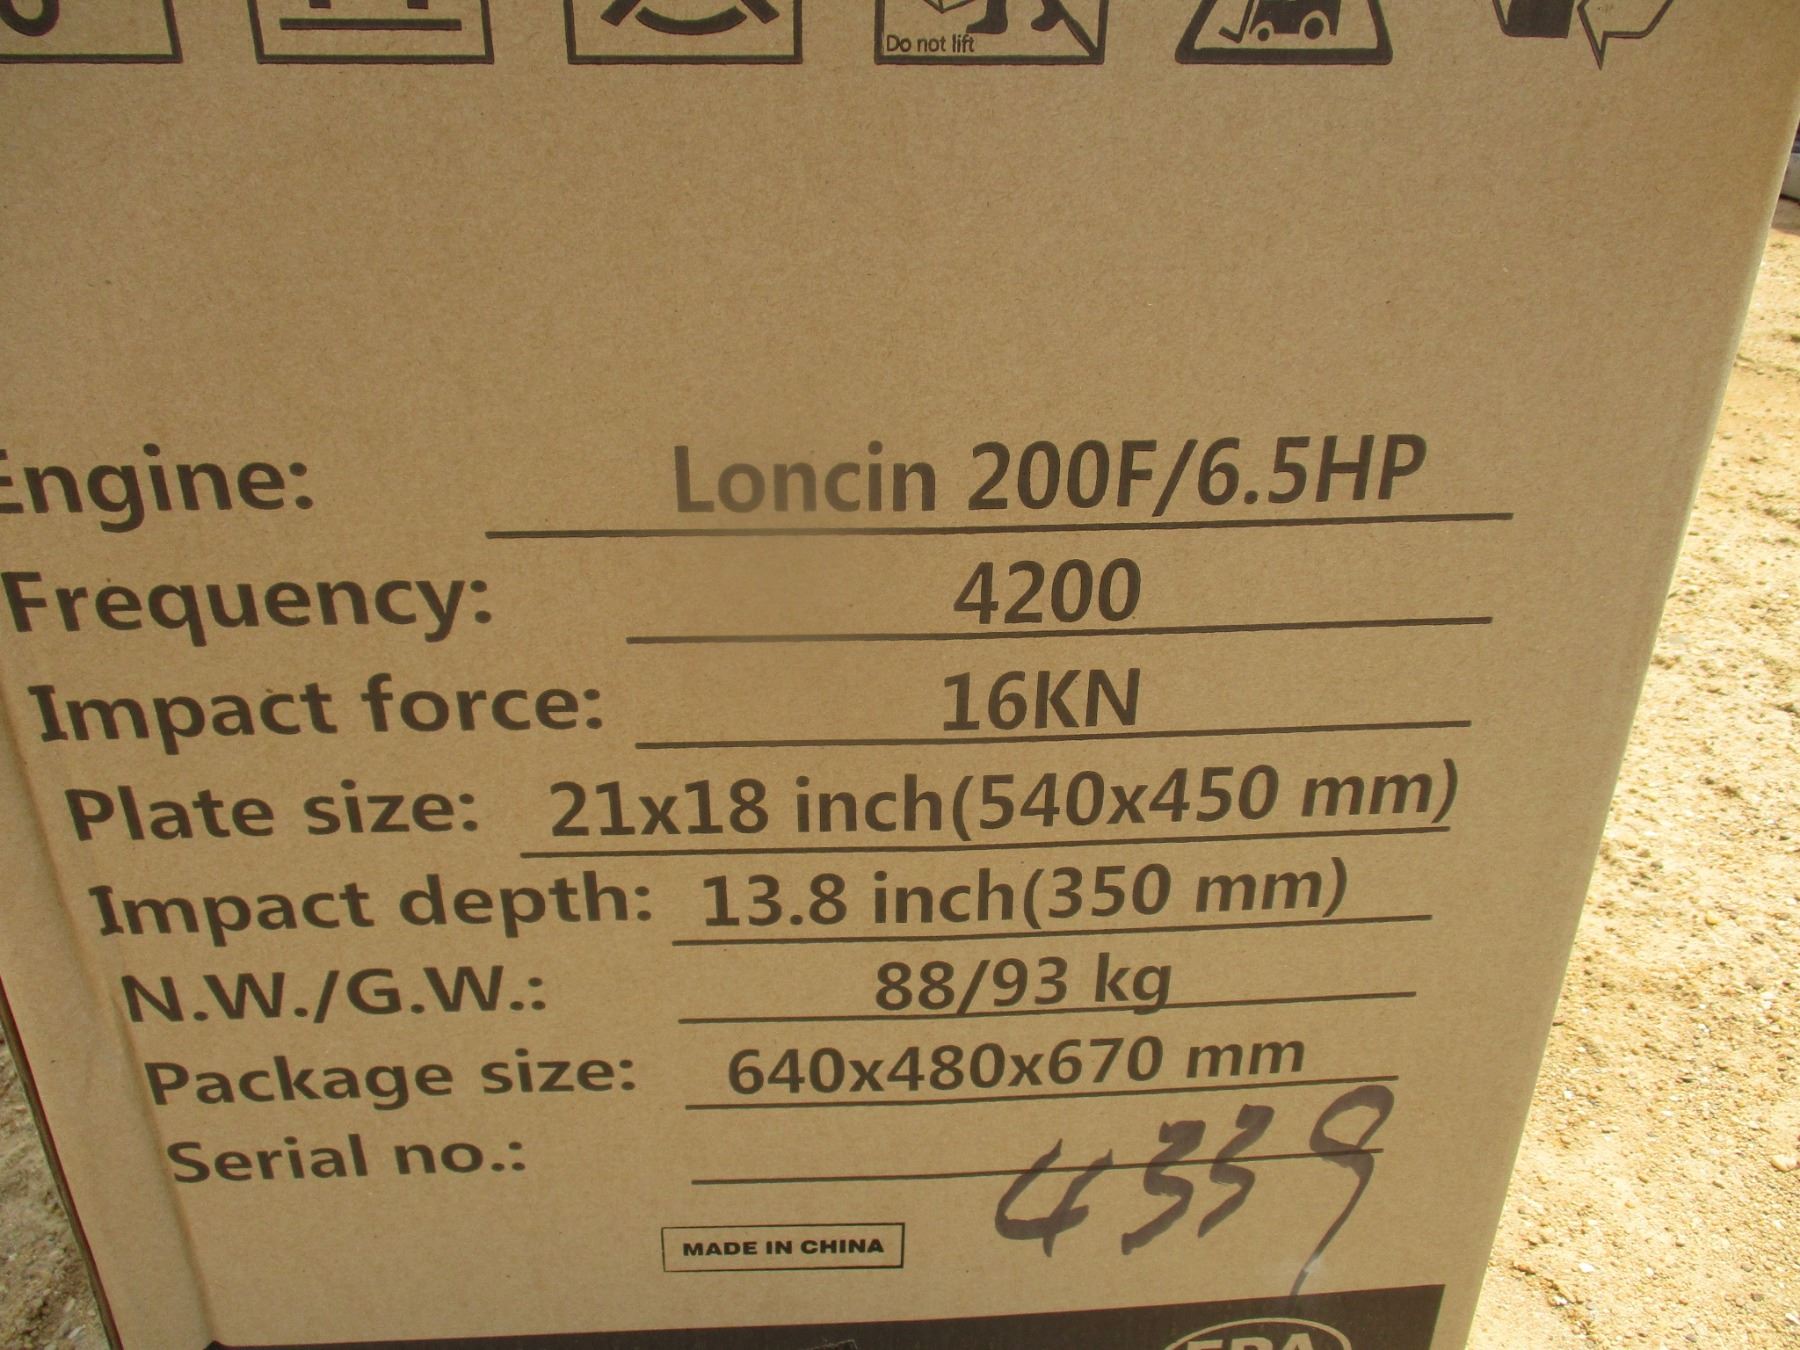 Do not lift
Engine: Loncin 200F/6.5HP
Frequency: 4200
Impact force: 16KN
Plate size: 21x18 inch(540x450 mm)
Impact depth: 13.8 inch(350 mm)
N.W./G.W.: 88/93 kg
Package size: 640x480x670 mm
Serial no.: 4339
MADE IN CHINA
EPA